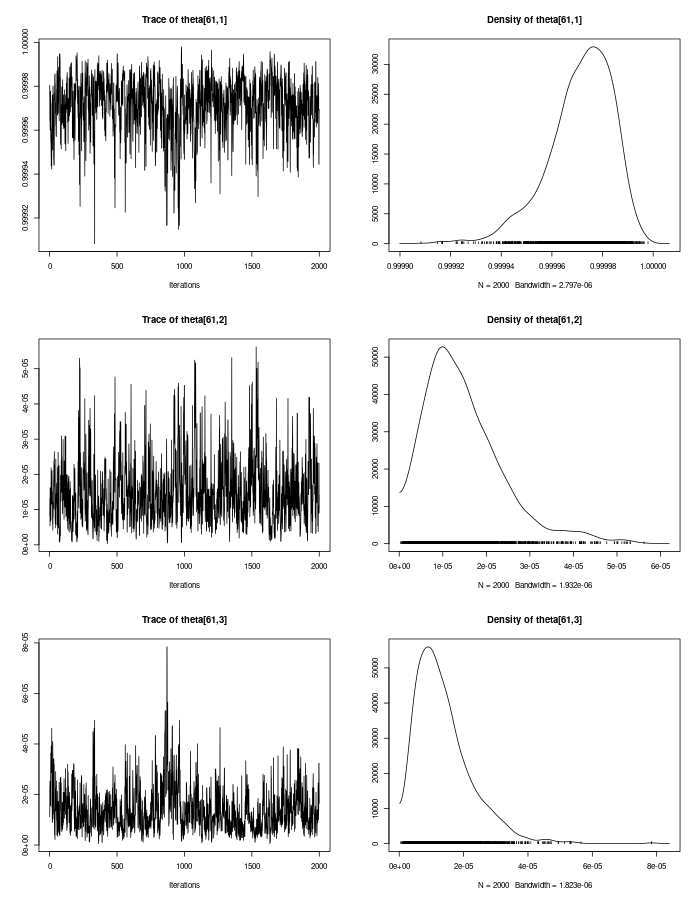 Trace of theta[61,1]
1.00000
0.99998
0.99996
0.99994
0.99992
0 500 1000 1500 2000
Iterations
Density of theta[61,1]
30000
25000
20000
15000
10000
5000
0
0.99990 0.99992 0.99994 0.99996 0.99998 1.00000
N = 2000 Bandwidth = 2.797e-06
Trace of theta[61,2]
5e-05
4e-05
3e-05
2e-05
1e-05
0e+00
0 500 1000 1500 2000
Iterations
Density of theta[61,2]
50000
40000
30000
20000
10000
0
0e+00 1e-05 2e-05 3e-05 4e-05 5e-05 6e-05
N = 2000 Bandwidth = 1.932e-06
Trace of theta[61,3]
8e-05
6e-05
4e-05
2e-05
0e+00
0 500 1000 1500 2000
Iterations
Density of theta[61,3]
50000
40000
30000
20000
10000
0
0e+00 2e-05 4e-05 6e-05 8e-05
N = 2000 Bandwidth = 1.823e-06